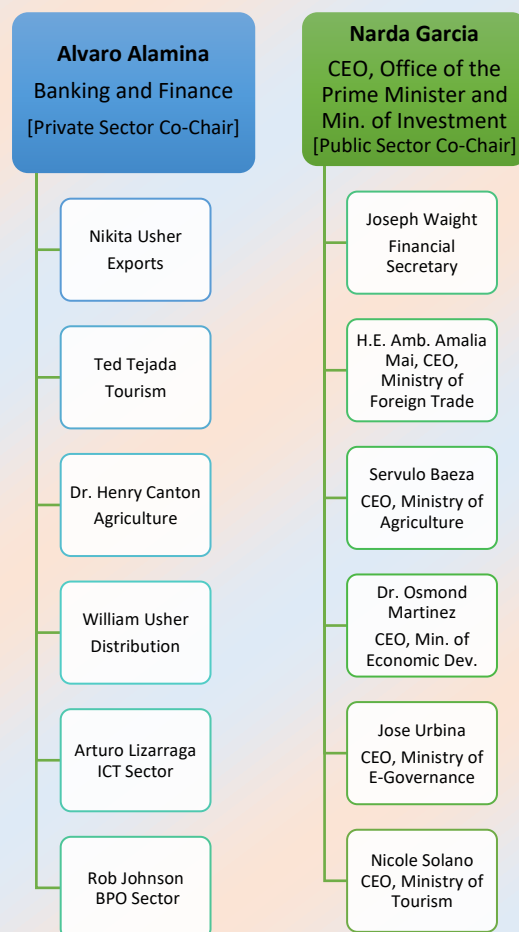 Alvaro Alamina
Banking and Finance
[Private Sector Co-Chair]
Nikita Usher
Exports
Ted Tejada
Tourism
Dr. Henry Canton
Agriculture
William Usher
Distribution
Arturo Lizarraga
ICT Sector
Rob Johnson
BPO Sector
Narda Garcia
CEO, Office of the
Prime Minister and
Min. of Investment
[Public Sector Co-Chair]
Joseph Waight
Financial
Secretary
H.E. Amb. Amalia
Mai, CEO,
Ministry of
Foreign Trade
Servulo Baeza
CEO, Ministry of
Agriculture
Dr. Osmond
Martinez
CEO, Min. of
Economic Dev.
Jose Urbina
CEO, Ministry of
E-Governance
Nicole Solano
CEO, Ministry of
Tourism